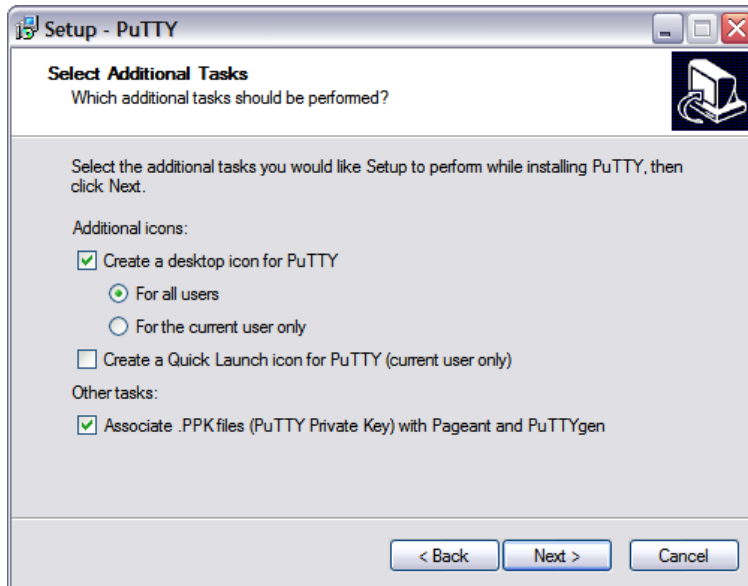 Setup - PuTTY
Select Additional Tasks
Which additional tasks should be performed?
Select the additional tasks you would like Setup to perform while installing PuTTY, then
click Next.
Additional icons:
Create a desktop icon for PuTTY
For all users
For the current user only
Create a Quick Launch icon for PuTTY (current user only)
Other tasks:
Associate .PPK files (PuTTY Private Key) with Pageant and PuTTYgen
< Back Next > Cancel